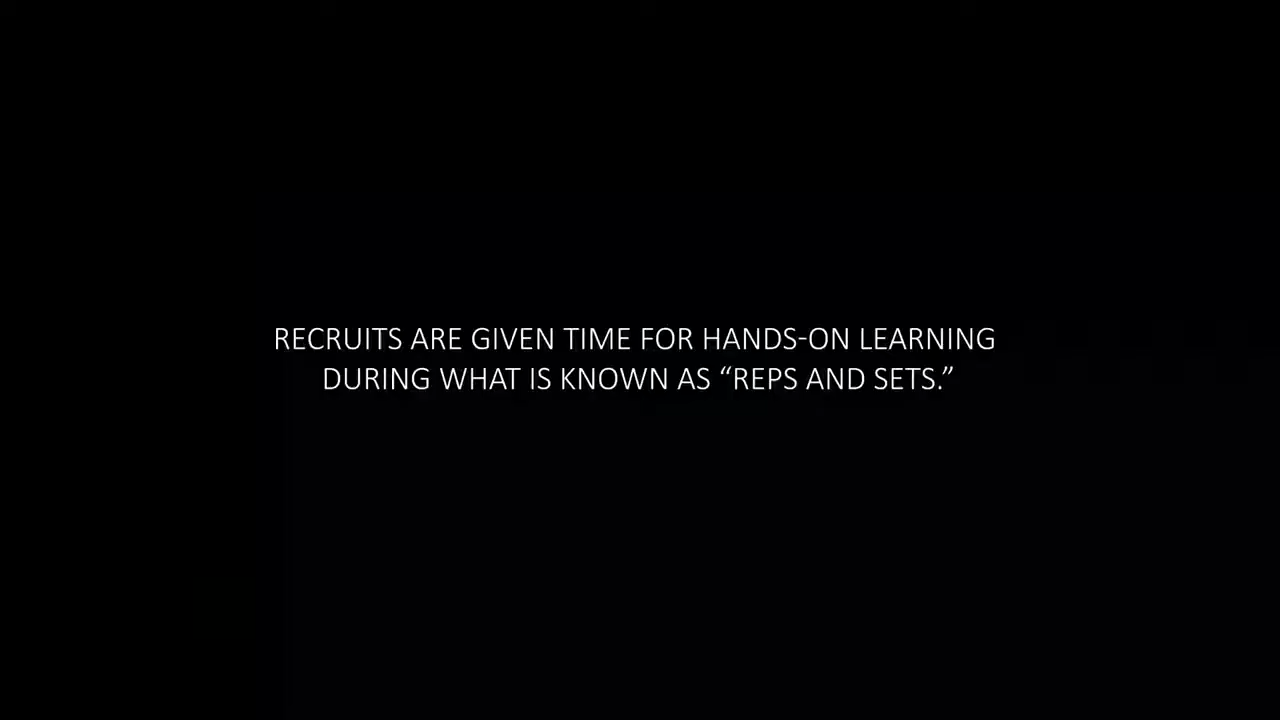 RECRUITS ARE GIVEN TIME FOR HANDS-ON LEARNING
DURING WHAT IS KNOWN AS “REPS AND SETS.”